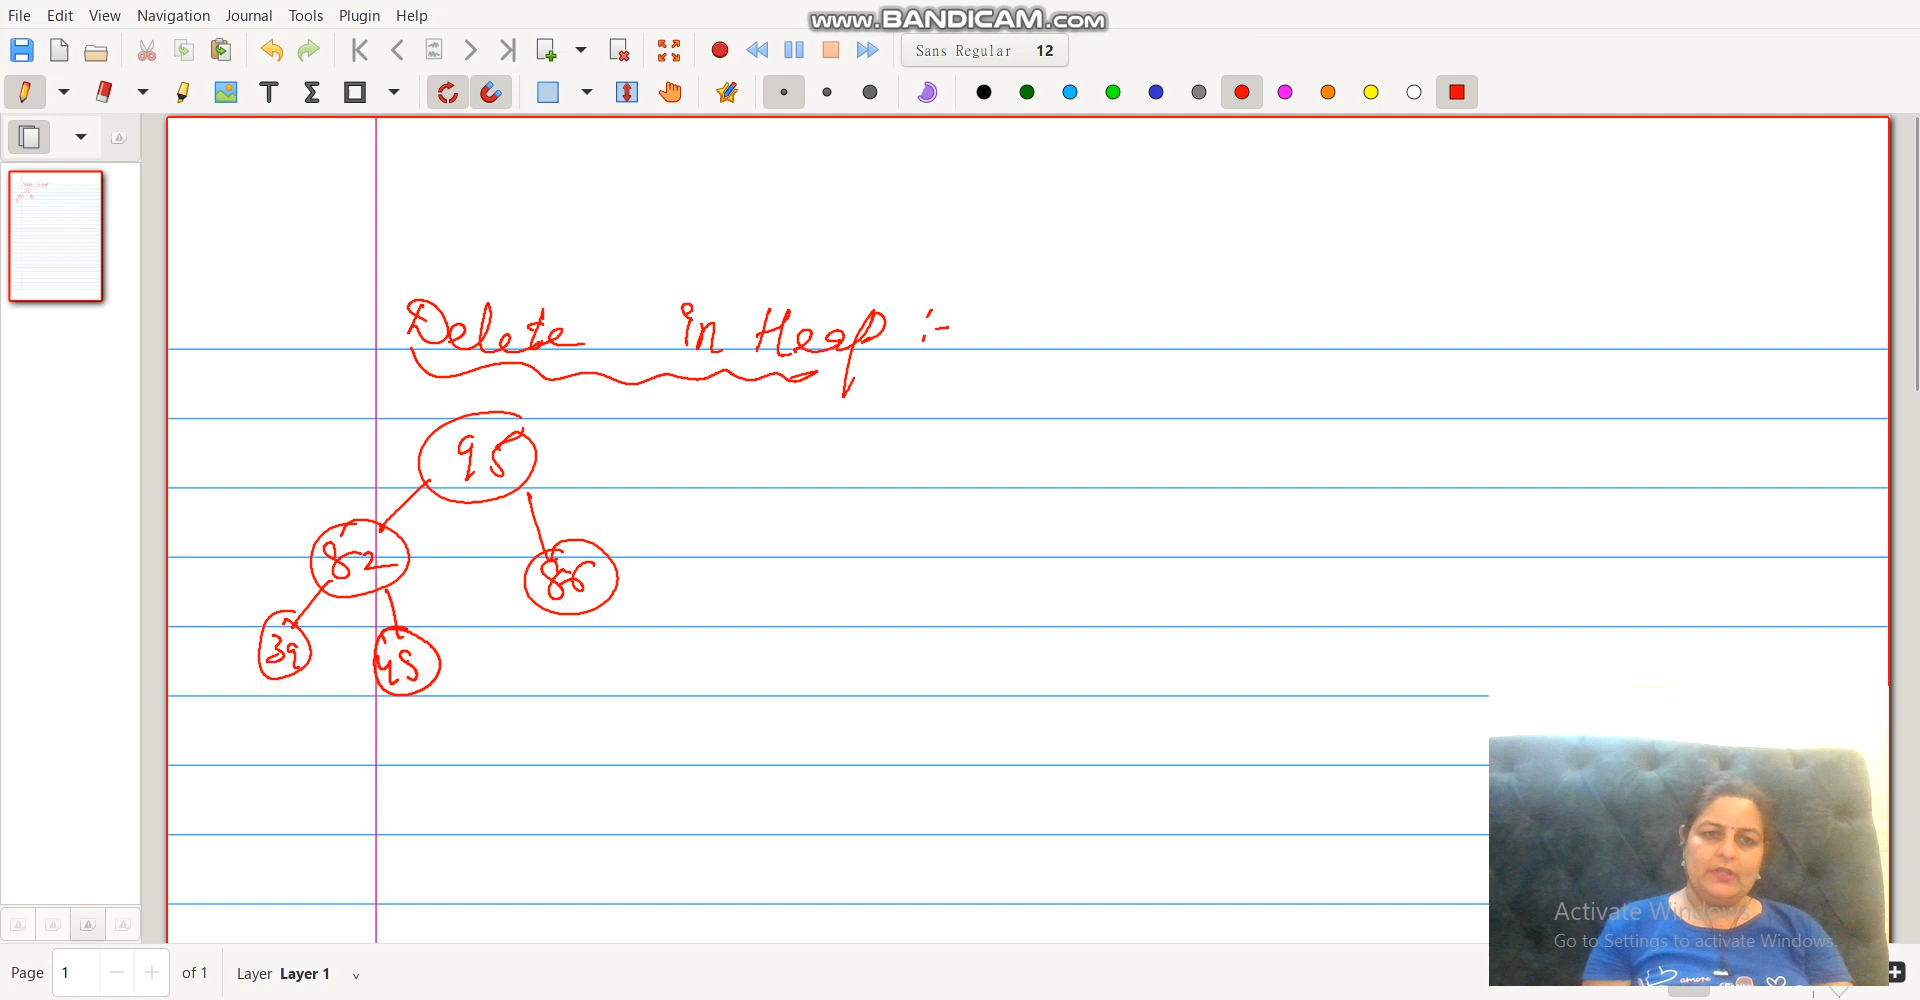 File Edit View Navigation Journal Tools Plugin Help
www.BANDICAM.com
Sans Regular 12
Delete in Heap :-
95
82
86
39
45
Activate Windows
Go to Settings to activate Windows.
Page 1 of 1 Layer Layer 1